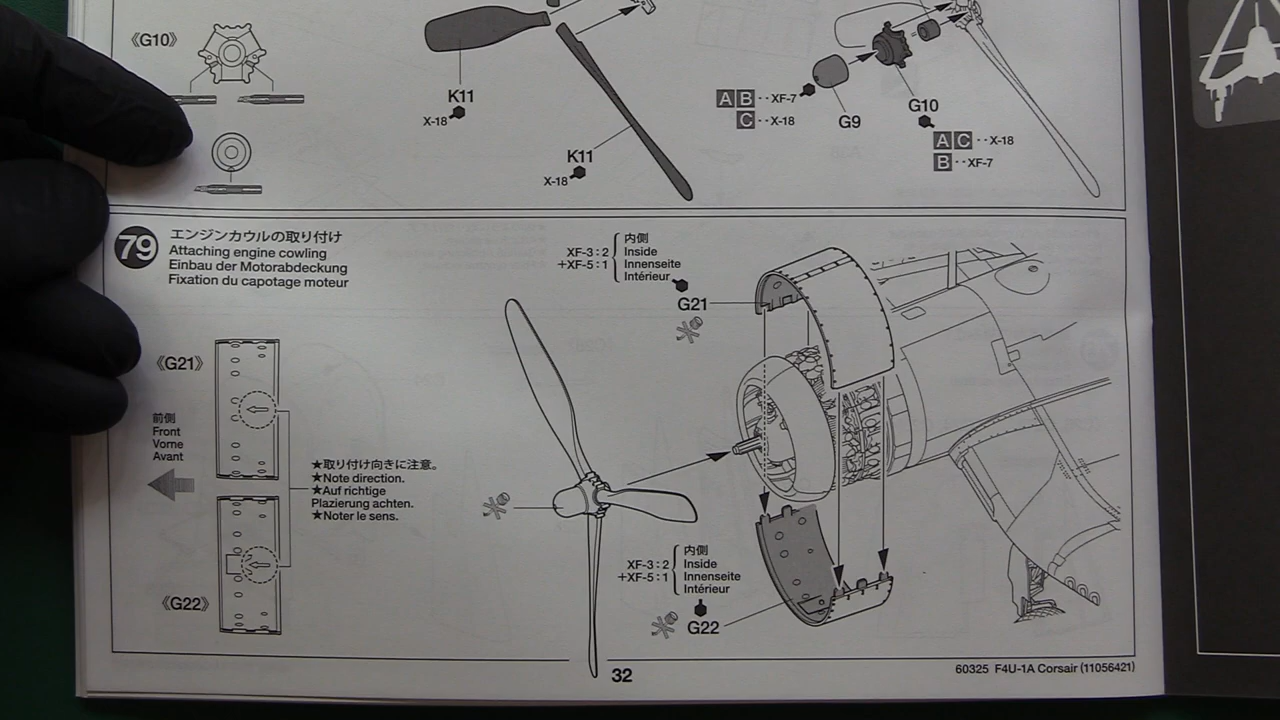 《G10》
K11
X-18
K11
X-18
A B ‥ XF-7
C ‥ X-18
G9
G10
A C ‥ X-18
B ‥ XF-7
79
エンジンカウルの取り付け
Attaching engine cowling
Einbau der Motorabdeckung
Fixation du capotage moteur
《G21》
前側
Front
Vorne
Avant
《G22》
★取り付け向きに注意。
★Note direction.
★Auf richtige
Plazierung achten.
★Noter le sens.
XF-3 : 2
+XF-5 : 1
内側
Inside
Innenseite
Intérieur
G21
XF-3 : 2
+XF-5 : 1
内側
Inside
Innenseite
Intérieur
G22
32
60325 F4U-1A Corsair (11056421)